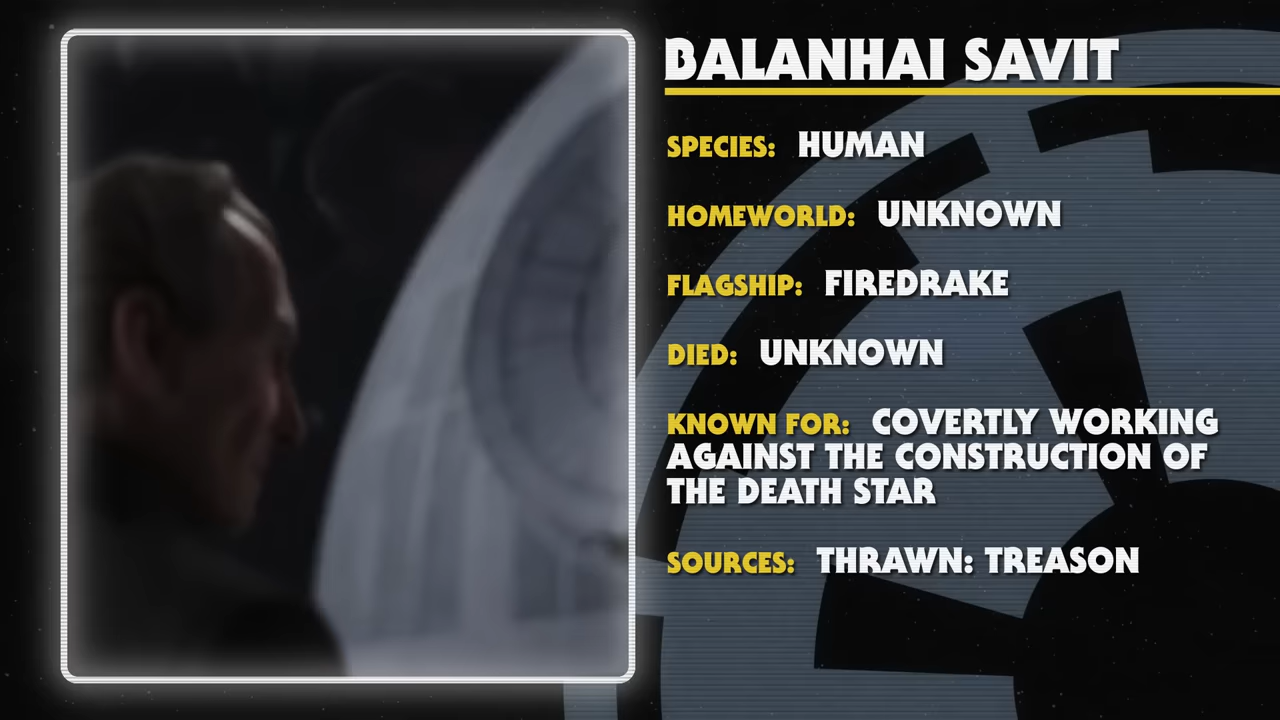 BALANHAI SAVIT
SPECIES: HUMAN
HOMEWORLD: UNKNOWN
FLAGSHIP: FIREDRAKE
DIED: UNKNOWN
KNOWN FOR: COVERTLY WORKING
AGAINST THE CONSTRUCTION OF
THE DEATH STAR
SOURCES: THRAWN: TREASON